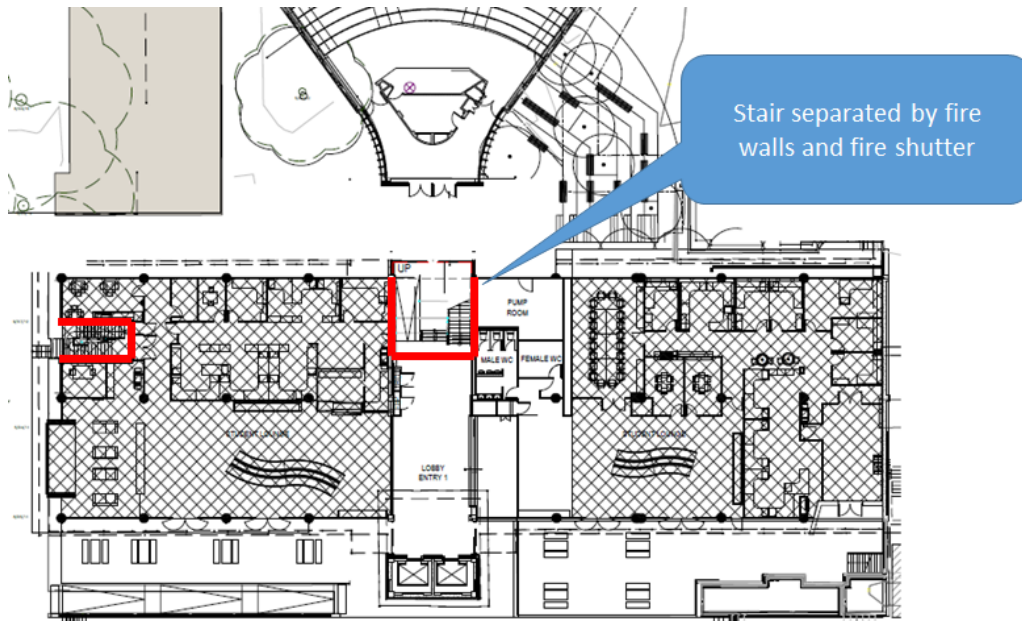 Stair separated by fire
walls and fire shutter
UP
PUMP
ROOM
MALE WC
FEMALE WC
STUDENT LOUNGE
STUDENT LOUNGE
LOBBY
ENTRY 1